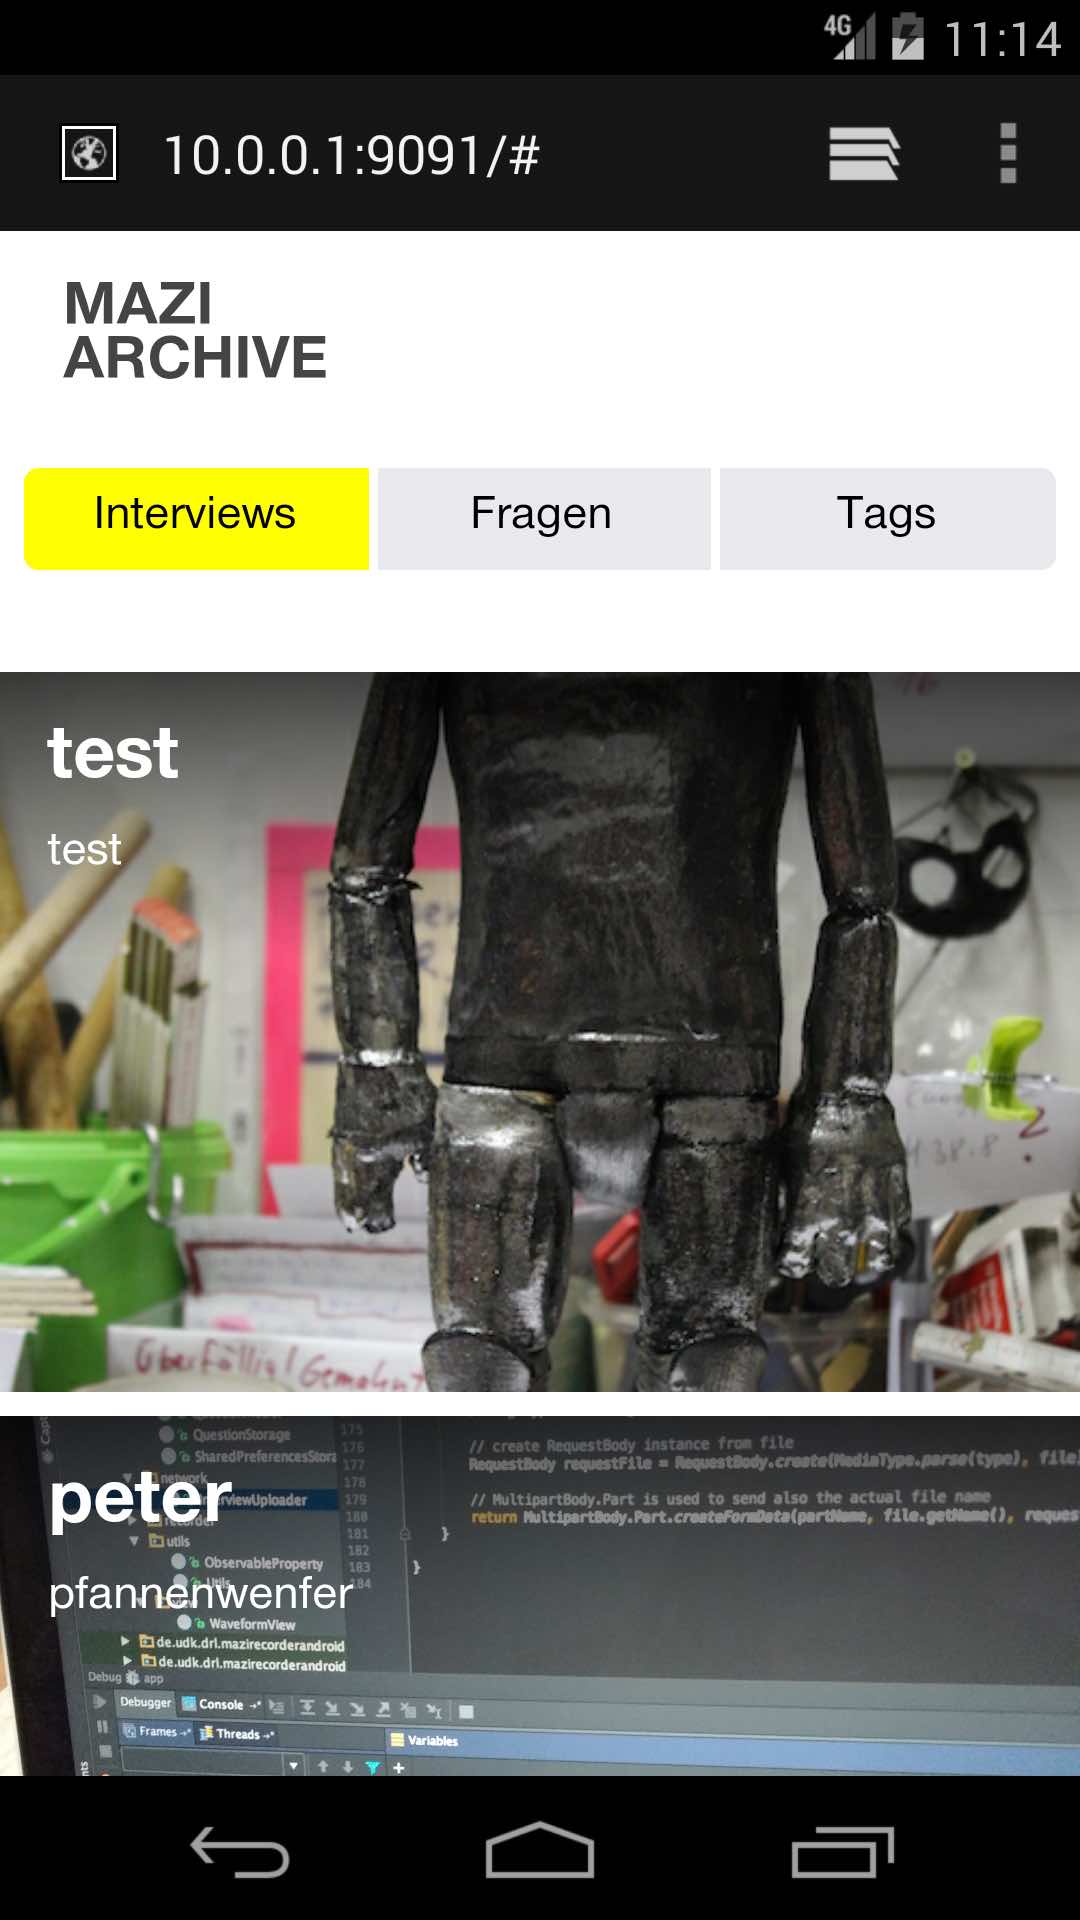 4G 11:14
10.0.0.1:9091/#
MAZI
ARCHIVE
Interviews Fragen Tags
test
test
Überfällig! Gemahnt
175
QuestionStorage 176 // create RequestBody instance from file
SharedPreferencesStora 177 RequestBody requestFile = RequestBody.create(MediaType.parse(type), file
network 178
peter
InterviewUploader 179 // MultipartBody.Part is used to send also the actual file name
recorder 180 return MultipartBody.Part.createFormData(partName, file.getName(), reques
utils 181 }
182
ObservableProperty 183 }
Utils 184
pfannenwenfer
view
WaveformView
de.udk.drl.mazirecorderandroid
de.udk.drl.mazirecorderandroid
Debug app
Debugger Console
Frames Threads Variables